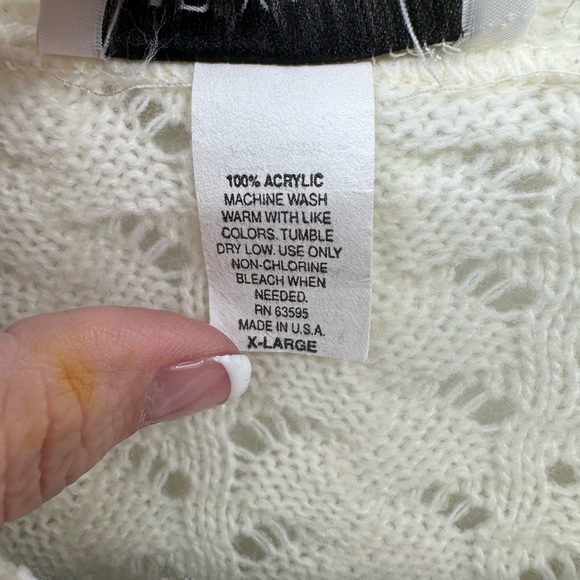 100% ACRYLIC
MACHINE WASH
WARM WITH LIKE
COLORS. TUMBLE
DRY LOW. USE ONLY
NON-CHLORINE
BLEACH WHEN
NEEDED.
RN 63595
MADE IN U.S.A.
X-LARGE